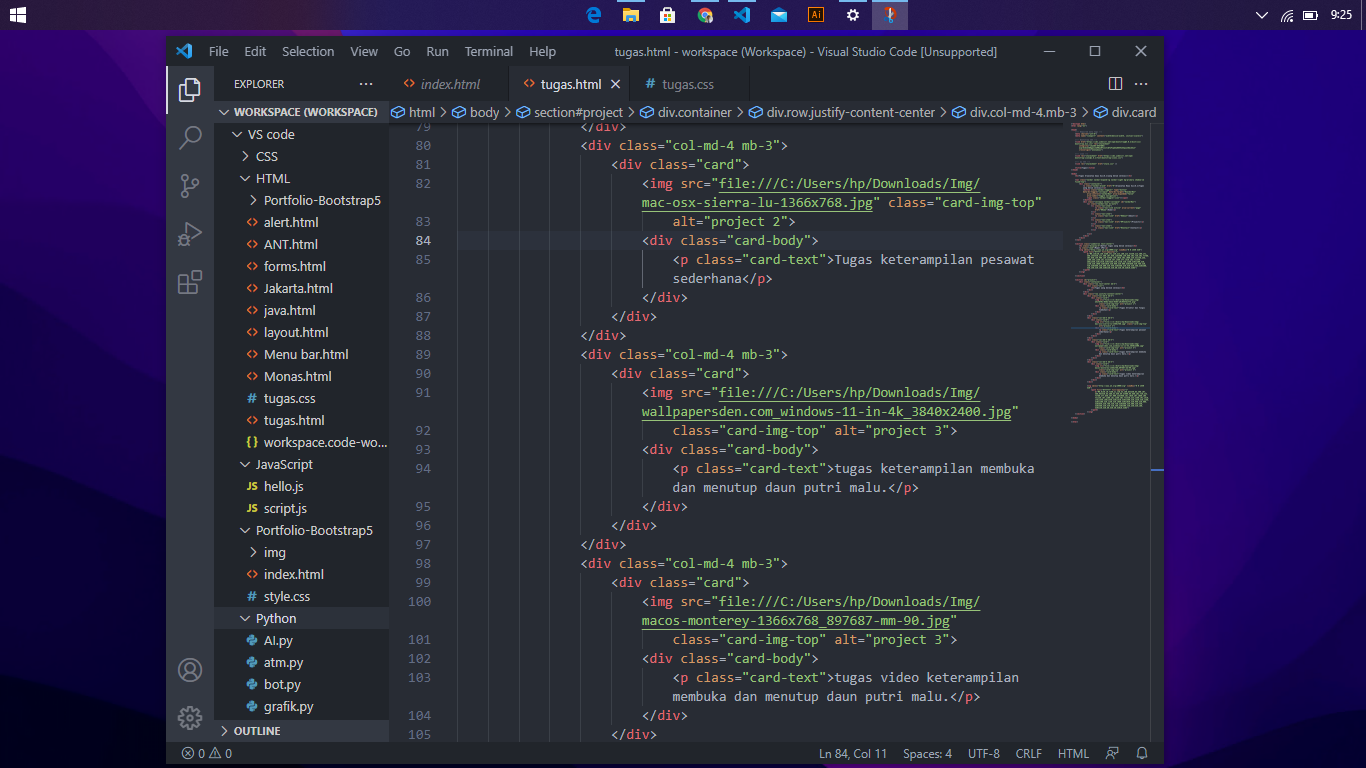 9:25
File Edit Selection View Go Run Terminal Help tugas.html - workspace (Workspace) - Visual Studio Code [Unsupported]
EXPLORER
index.html tugas.html # tugas.css
WORKSPACE (WORKSPACE)
html > body > section#project > div.container > div.row.justify-content-center > div.col-md-4.mb-3 > div.card
VS code
CSS
HTML
Portfolio-Bootstrap5
alert.html
ANT.html
forms.html
Jakarta.html
java.html
layout.html
Menu bar.html
Monas.html
# tugas.css
tugas.html
{} workspace.code-wo...
JavaScript
JS hello.js
JS script.js
Portfolio-Bootstrap5
img
index.html
# style.css
Python
AI.py
atm.py
bot.py
grafik.py
OUTLINE
79 </div>
80 <div class="col-md-4 mb-3">
81 <div class="card">
82 <img src="file:///C:/Users/hp/Downloads/Img/
mac-osx-sierra-lu-1366x768.jpg" class="card-img-top"
83 alt="project 2">
84 <div class="card-body">
85 <p class="card-text">Tugas keterampilan pesawat
sederhana</p>
86 </div>
87 </div>
88 </div>
89 <div class="col-md-4 mb-3">
90 <div class="card">
91 <img src="file:///C:/Users/hp/Downloads/Img/
wallpapersden.com_windows-11-in-4k_3840x2400.jpg"
92 class="card-img-top" alt="project 3">
93 <div class="card-body">
94 <p class="card-text">tugas keterampilan membuka
dan menutup daun putri malu.</p>
95 </div>
96 </div>
97 </div>
98 <div class="col-md-4 mb-3">
99 <div class="card">
100 <img src="file:///C:/Users/hp/Downloads/Img/
macos-monterey-1366x768_897687-mm-90.jpg"
101 class="card-img-top" alt="project 3">
102 <div class="card-body">
103 <p class="card-text">tugas video keterampilan
membuka dan menutup daun putri malu.</p>
104 </div>
105 </div>
0 0 Ln 84, Col 11 Spaces: 4 UTF-8 CRLF HTML